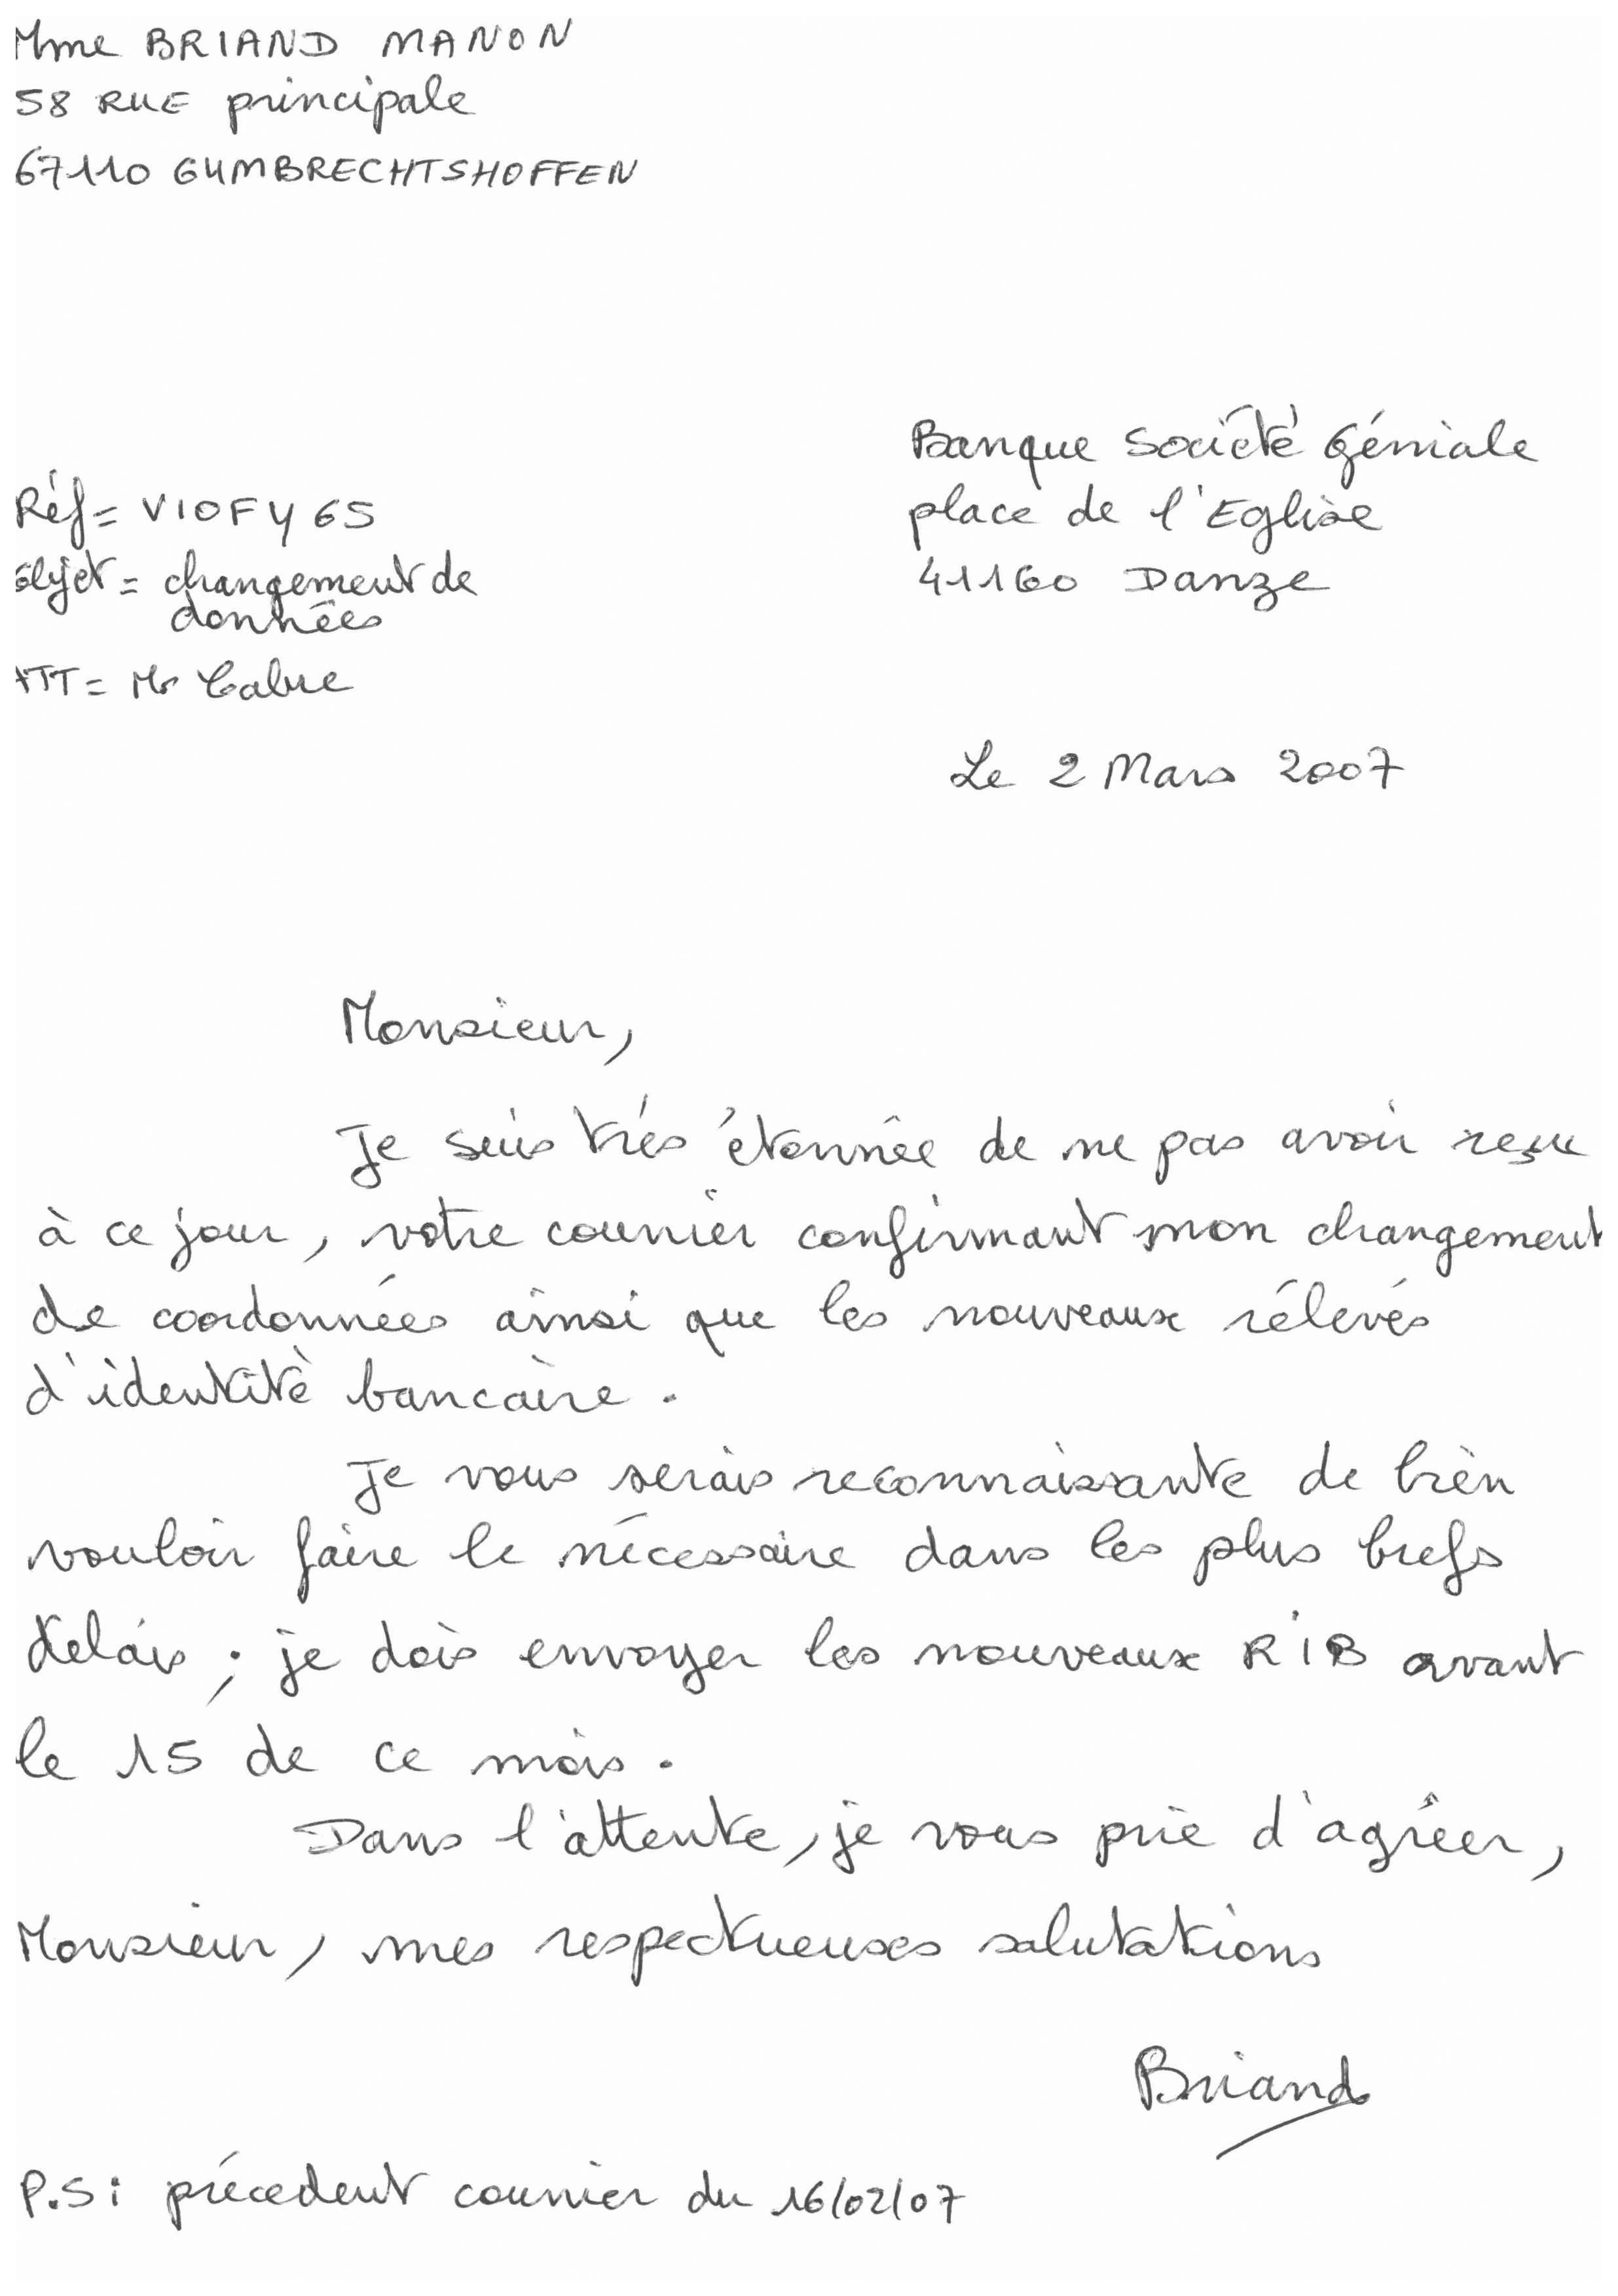 Mme BRIAND MANON
58 RUE principale
67110 GUMBRECHTSHOFFEN
Banque Société Géniale
place de l'Eglise
41160 Danze
Réf = VIOFY65
objet = changement de
données
ATT = Mr Cabre
Le 2 Mars 2007
Monsieur,
Je suis trés étonnée de ne pas avoir reçu
à ce jour, votre courrier confirmant mon changement
de coordonnées ainsi que les nouveaux rélevés
d'identité bancaire.
Je vous serais reconnaissante de bien
vouloir faire le nécessaire dans les plus brefs
délais ; je dois envoyer les nouveaux RIB avant
le 15 de ce mois.
Dans l'attente, je vous prie d'agréer,
Monsieur, mes respectueuses salutations
Briand
P.S : précedent courrier du 16/02/07